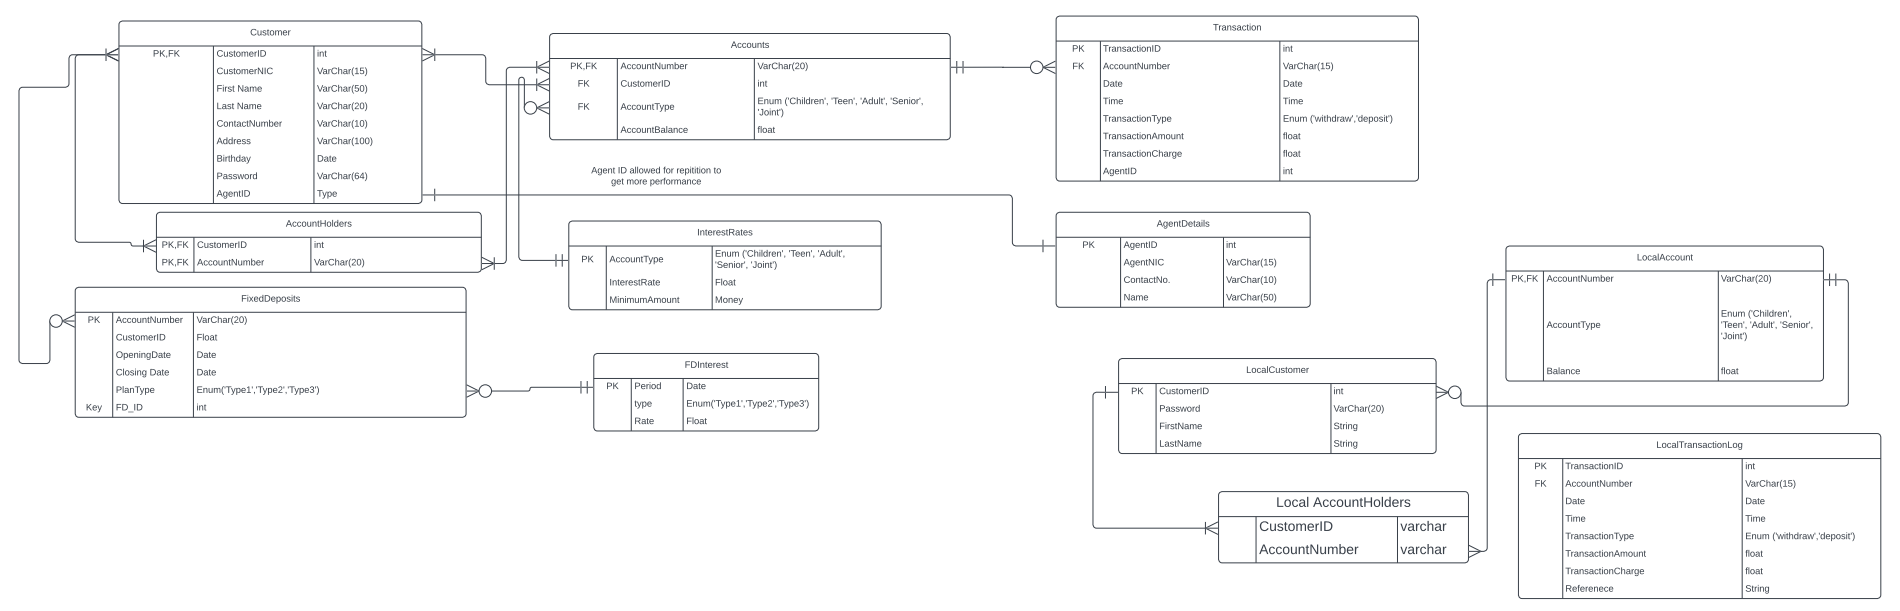 Customer
PK,FK CustomerID int
CustomerNIC VarChar(15)
First Name VarChar(50)
Last Name VarChar(20)
ContactNumber VarChar(10)
Address VarChar(100)
Birthday Date
Password VarChar(64)
AgentID Type
Accounts
PK,FK AccountNumber VarChar(20)
FK CustomerID int
FK AccountType Enum ('Children', 'Teen', 'Adult', 'Senior',
'Joint')
AccountBalance float
Transaction
PK TransactionID int
FK AccountNumber VarChar(15)
Date Date
Time Time
TransactionType Enum ('withdraw','deposit')
TransactionAmount float
TransactionCharge float
AgentID int
Agent ID allowed for repitition to
get more performance
AccountHolders
PK,FK CustomerID int
PK,FK AccountNumber VarChar(20)
InterestRates
PK AccountType Enum ('Children', 'Teen', 'Adult',
'Senior', 'Joint')
InterestRate Float
MinimumAmount Money
AgentDetails
PK AgentID int
AgentNIC VarChar(15)
ContactNo. VarChar(10)
Name VarChar(50)
LocalAccount
PK,FK AccountNumber VarChar(20)
AccountType Enum ('Children',
'Teen', 'Adult', 'Senior',
'Joint')
Balance float
FixedDeposits
PK AccountNumber VarChar(20)
CustomerID Float
OpeningDate Date
Closing Date Date
PlanType Enum('Type1','Type2','Type3')
Key FD_ID int
FDInterest
PK Period Date
type Enum('Type1','Type2','Type3')
Rate Float
LocalCustomer
PK CustomerID int
Password VarChar(20)
FirstName String
LastName String
Local AccountHolders
CustomerID varchar
AccountNumber varchar
LocalTransactionLog
PK TransactionID int
FK AccountNumber VarChar(15)
Date Date
Time Time
TransactionType Enum ('withdraw','deposit')
TransactionAmount float
TransactionCharge float
Referenece String